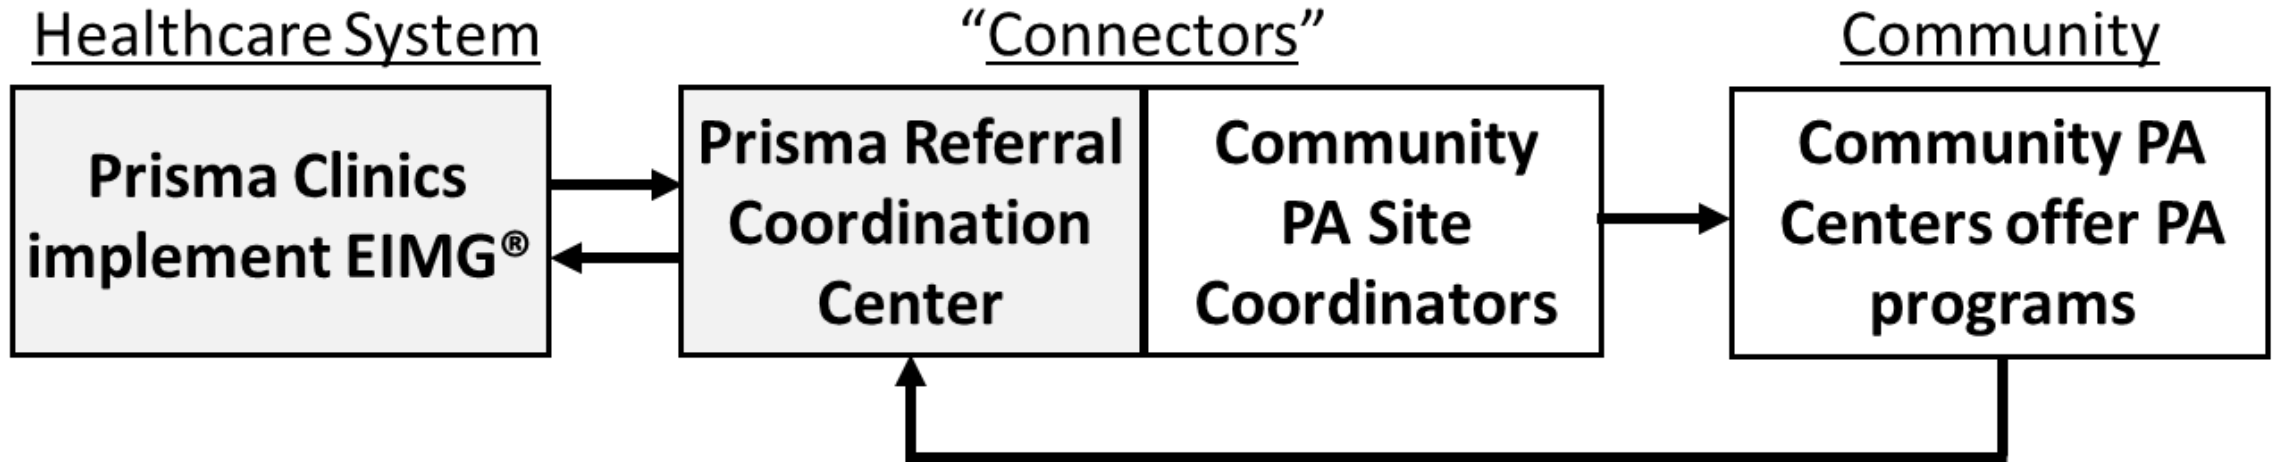 Healthcare System
“Connectors”
Community
Prisma Clinics
implement EIMG®
Prisma Referral
Coordination
Center
Community
PA Site
Coordinators
Community PA
Centers offer PA
programs